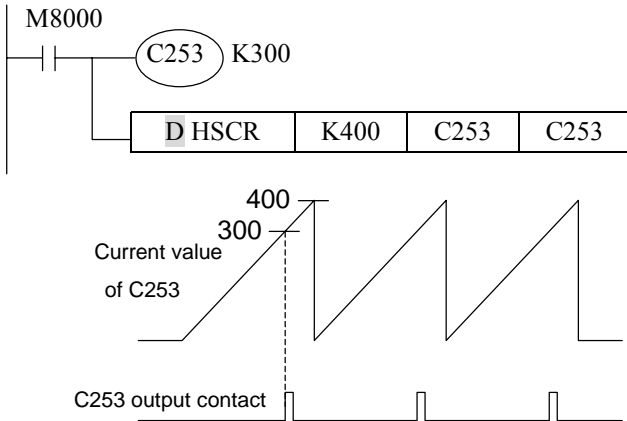 M8000
C253 K300
D HSCR K400 C253 C253
400
300
Current value
of C253
C253 output contact